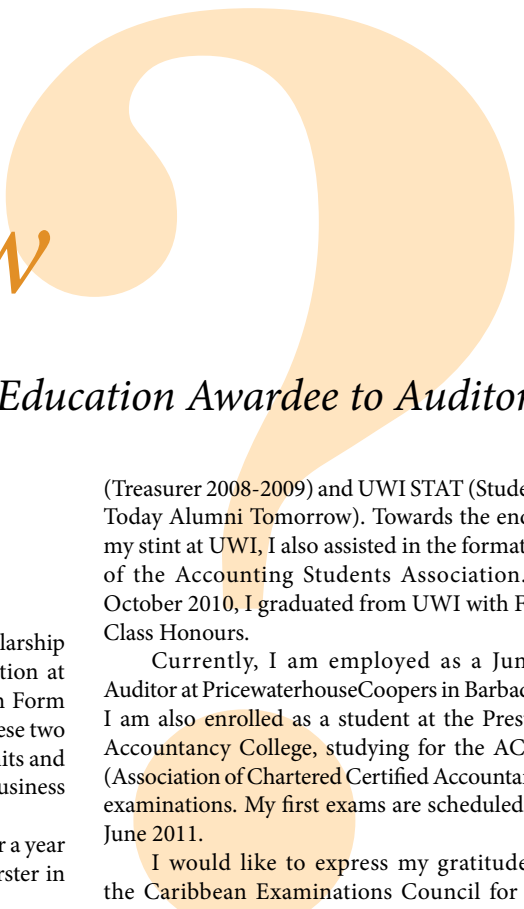 w
Education Awardee to Auditor
larship
tion at
h Form
ese two
nits and
usiness
r a year
rster in
(Treasurer 2008-2009) and UWI STAT (Stude
Today Alumni Tomorrow). Towards the end
my stint at UWI, I also assisted in the format
of the Accounting Students Association.
October 2010, I graduated from UWI with F
Class Honours.
Currently, I am employed as a Jun
Auditor at PricewaterhouseCoopers in Barbad
I am also enrolled as a student at the Prest
Accountancy College, studying for the AC
(Association of Chartered Certified Accountan
examinations. My first exams are scheduled
June 2011.
I would like to express my gratitude
the Caribbean Examinations Council for